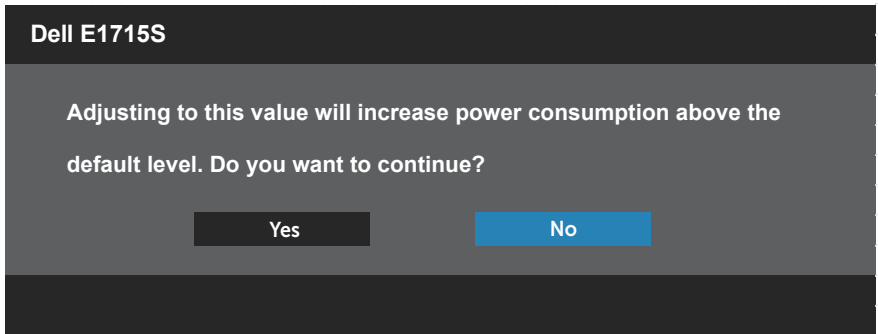 Dell E1715S
Adjusting to this value will increase power consumption above the
default level. Do you want to continue?
Yes No